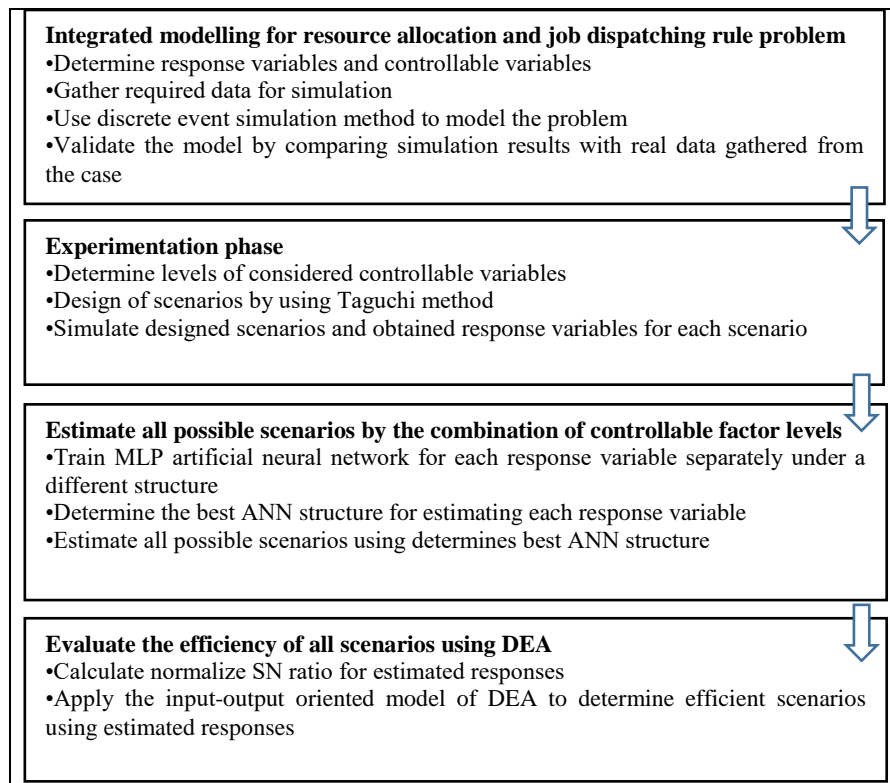 Integrated modelling for resource allocation and job dispatching rule problem
•Determine response variables and controllable variables
•Gather required data for simulation
•Use discrete event simulation method to model the problem
•Validate the model by comparing simulation results with real data gathered from
the case
Experimentation phase
•Determine levels of considered controllable variables
•Design of scenarios by using Taguchi method
•Simulate designed scenarios and obtained response variables for each scenario
Estimate all possible scenarios by the combination of controllable factor levels
•Train MLP artificial neural network for each response variable separately under a
different structure
•Determine the best ANN structure for estimating each response variable
•Estimate all possible scenarios using determines best ANN structure
Evaluate the efficiency of all scenarios using DEA
•Calculate normalize SN ratio for estimated responses
•Apply the input-output oriented model of DEA to determine efficient scenarios
using estimated responses